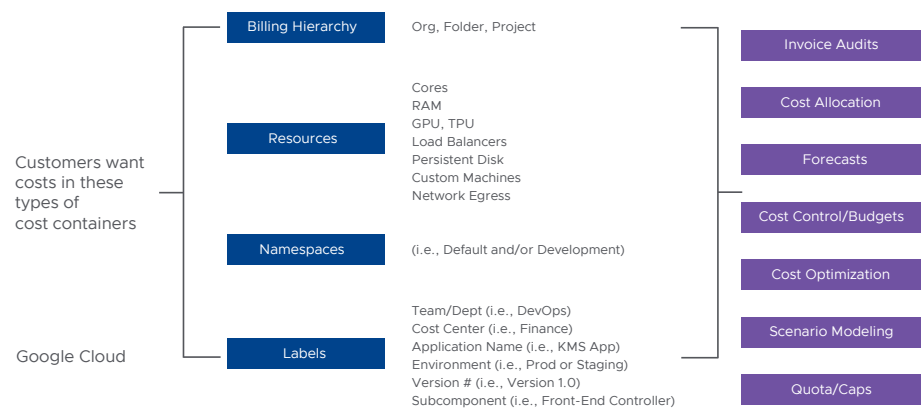 Customers want
costs in these
types of
cost containers
Google Cloud
Billing Hierarchy
Org, Folder, Project
Resources
Cores
RAM
GPU, TPU
Load Balancers
Persistent Disk
Custom Machines
Network Egress
Namespaces
(i.e., Default and/or Development)
Labels
Team/Dept (i.e., DevOps)
Cost Center (i.e., Finance)
Application Name (i.e., KMS App)
Environment (i.e., Prod or Staging)
Version # (i.e., Version 1.0)
Subcomponent (i.e., Front-End Controller)
Invoice Audits
Cost Allocation
Forecasts
Cost Control/Budgets
Cost Optimization
Scenario Modeling
Quota/Caps